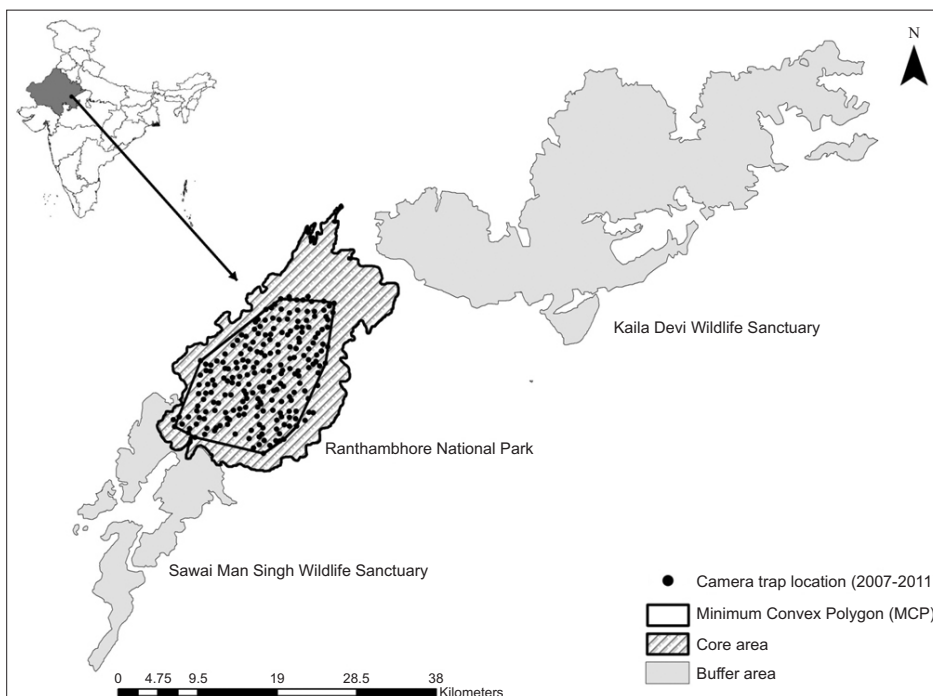 N
Kaila Devi Wildlife Sanctuary
Ranthambhore National Park
Sawai Man Singh Wildlife Sanctuary
Camera trap location (2007-2011
Minimum Convex Polygon (MCP)
Core area
Buffer area
0 4.75 9.5 19 28.5 38
Kilometers